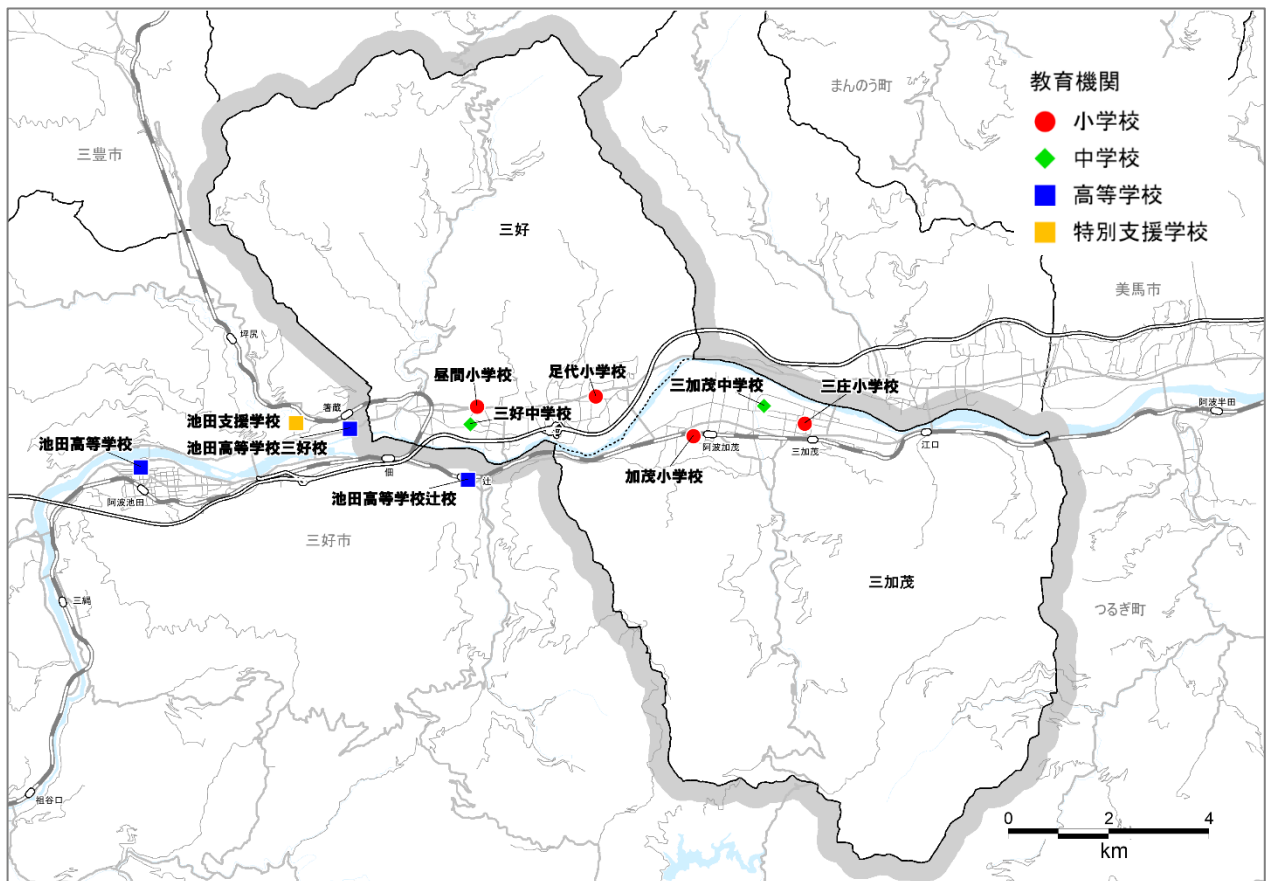 教育機関
小学校
中学校
高等学校
特別支援学校
まんのう町
三豊市
三好
美馬市
坪尻
昼間小学校
足代小学校
三加茂中学校
三庄小学校
箸蔵
三好中学校
池田支援学校
池田高等学校三好校
池田高等学校
阿波半田
江口
阿波加茂
三加茂
加茂小学校
佃
辻
池田高等学校辻校
阿波池田
三好市
三加茂
三縄
つるぎ町
祖谷口
0 2 4
km